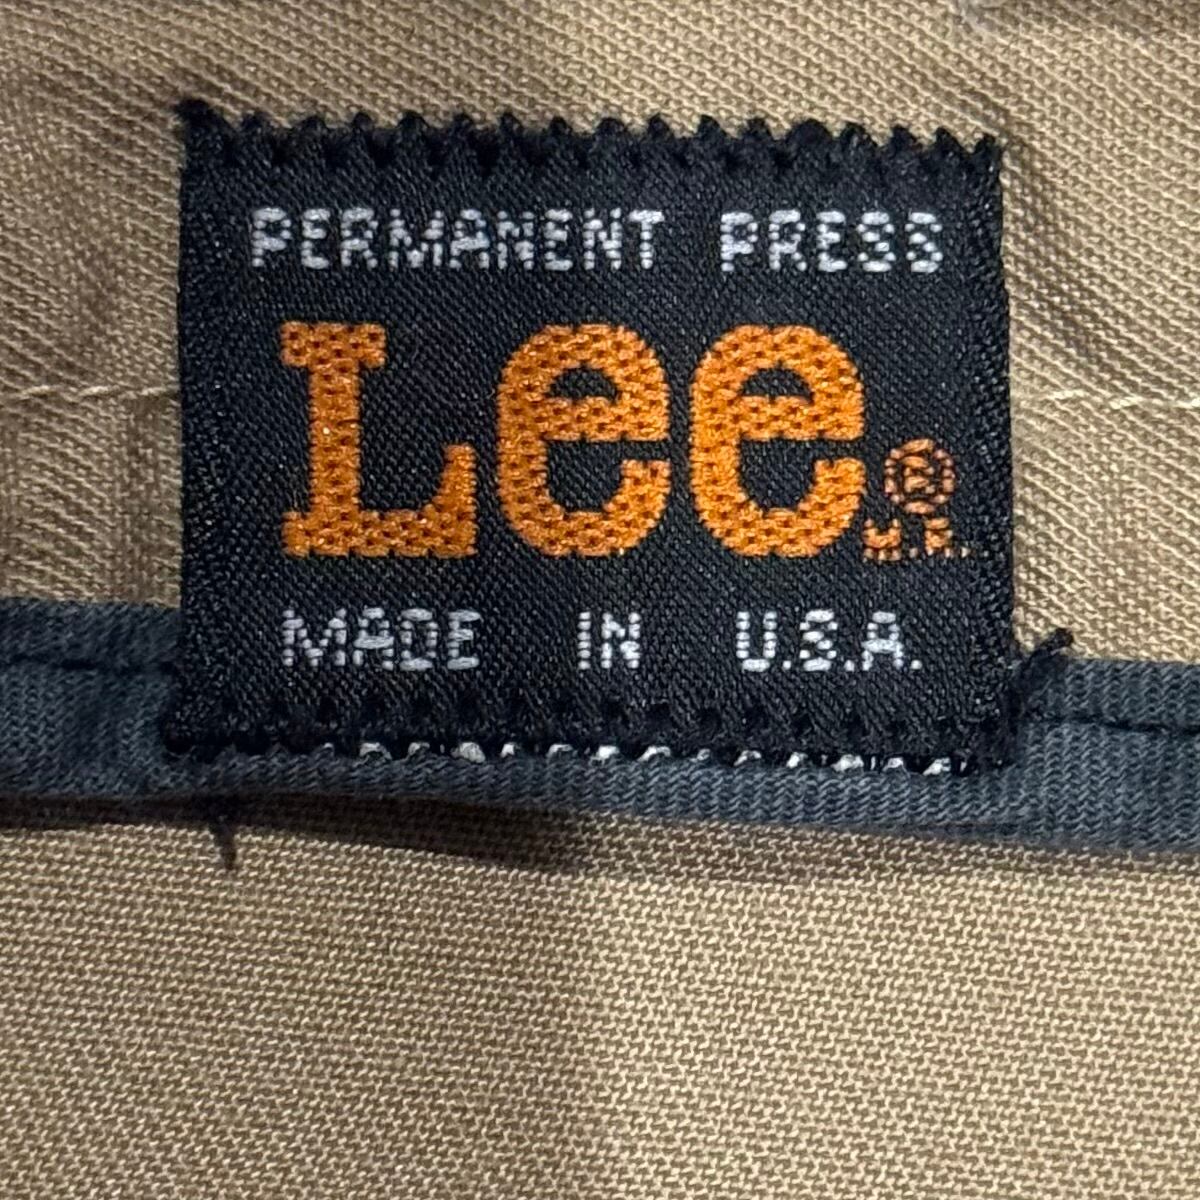 PERMANENT PRESS
Lee®
M.R.
MADE IN U.S.A.